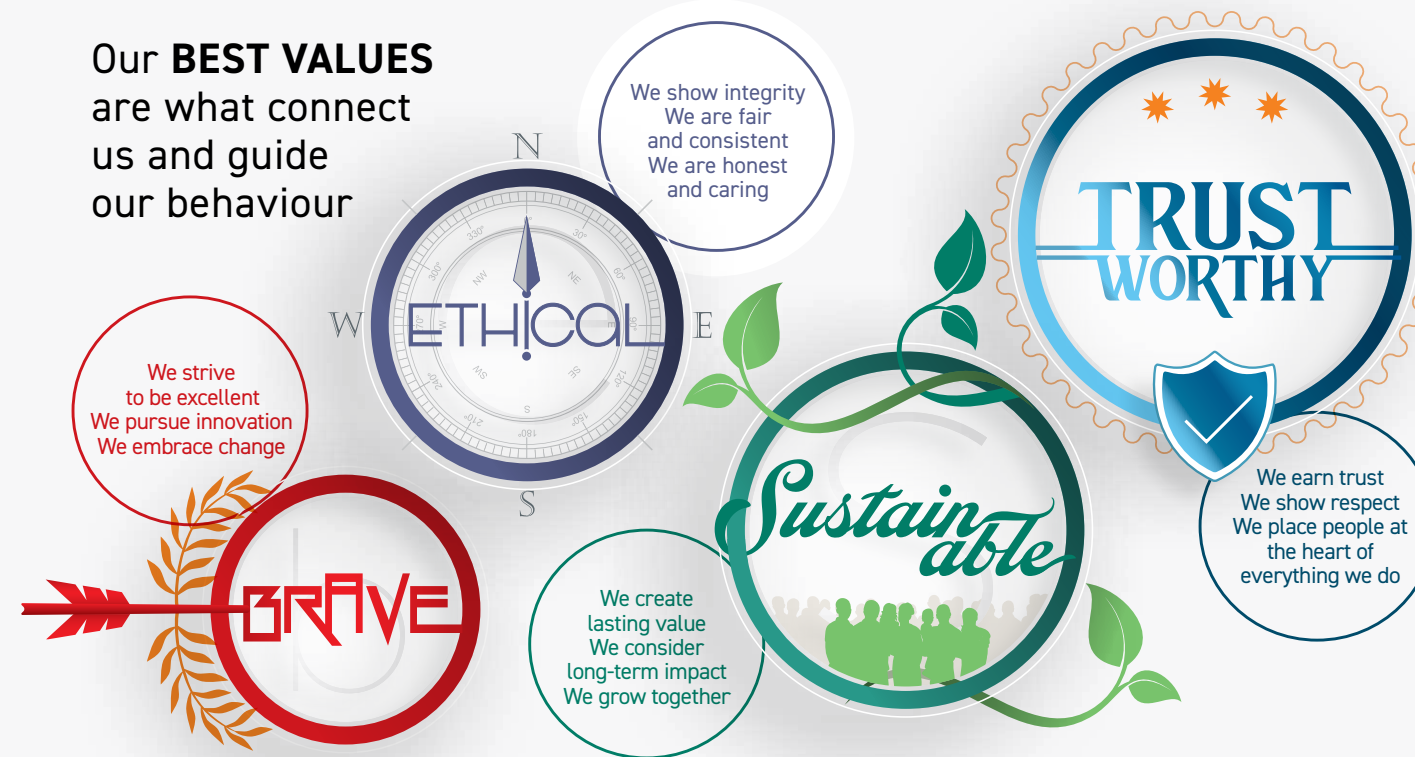 Our BEST VALUES
are what connect
us and guide
our behaviour
We strive
to be excellent
We pursue innovation
We embrace change
BRAVE
b
We show integrity
We are fair
and consistent
We are honest
and caring
N
W
E
S
ETHICAL
0°
30°
60°
90°
120°
150°
180°
210°
240°
270°
300°
330°
NE
E
SE
S
SW
W
NW
We create
lasting value
We consider
long-term impact
We grow together
Sustain
able
TRUST
WORTHY
We earn trust
We show respect
We place people at
the heart of
everything we do